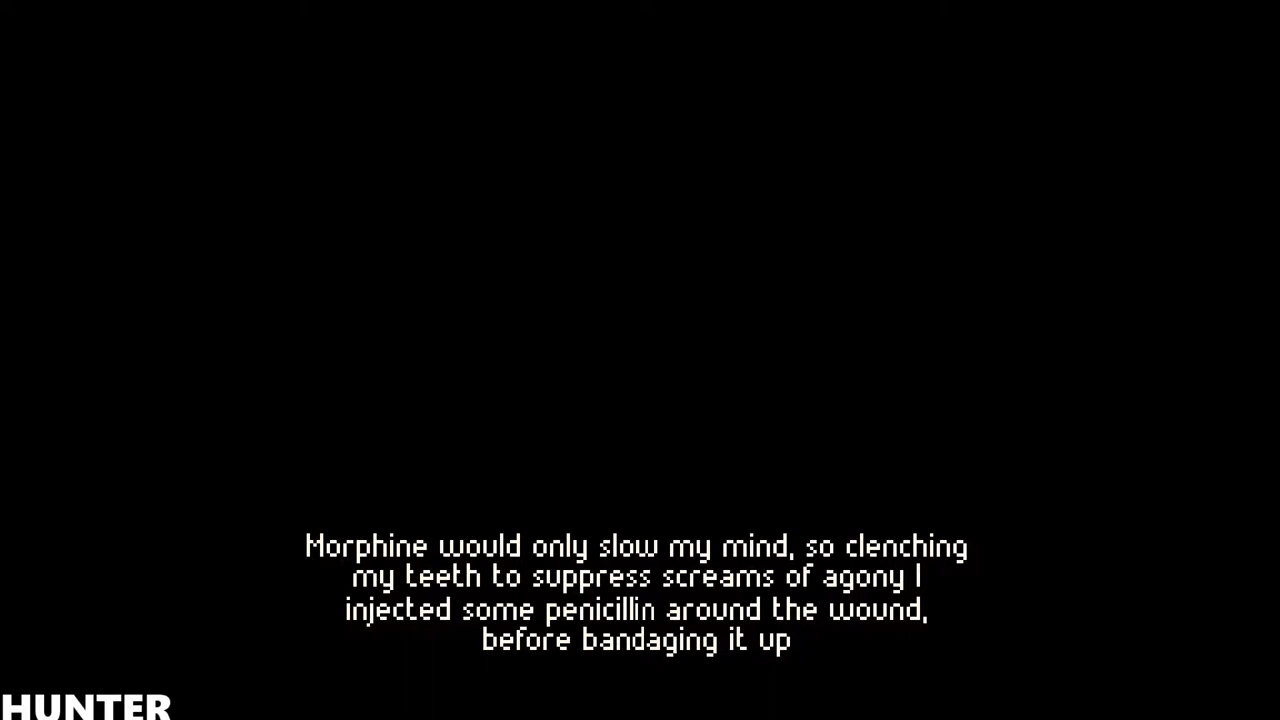 Morphine would only slow my mind, so clenching
my teeth to suppress screams of agony I
injected some penicillin around the wound,
before bandaging it up
HUNTER